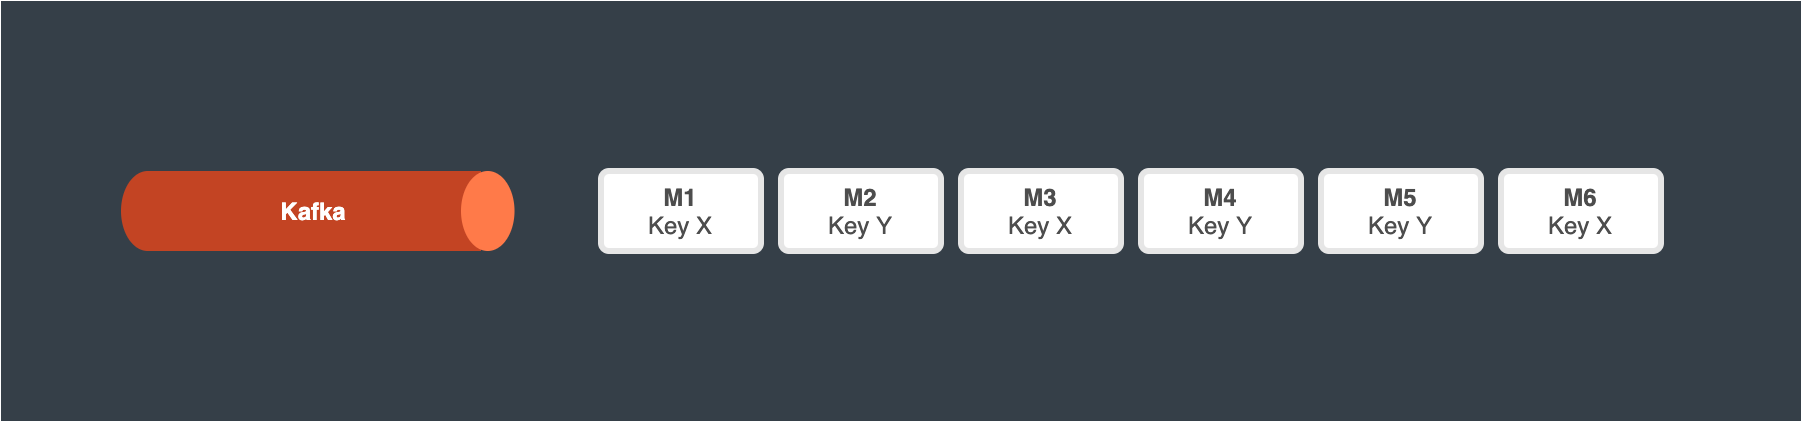 Kafka
M1
Key X
M2
Key Y
M3
Key X
M4
Key Y
M5
Key Y
M6
Key X